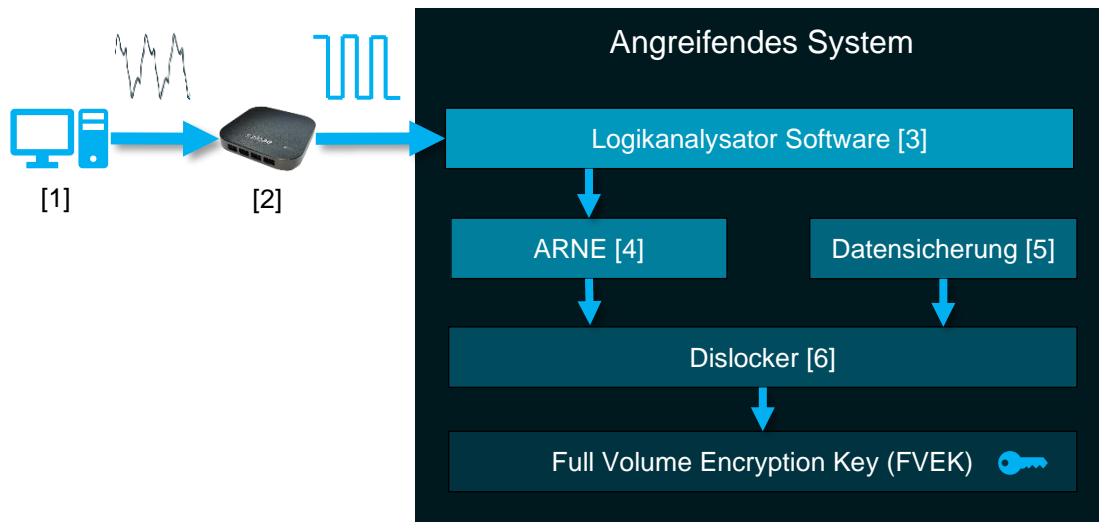 Angreifendes System
Logikanalysator Software [3]
[1]
[2]
ARNE [4]
Datensicherung [5]
Dislocker [6]
Full Volume Encryption Key (FVEK)